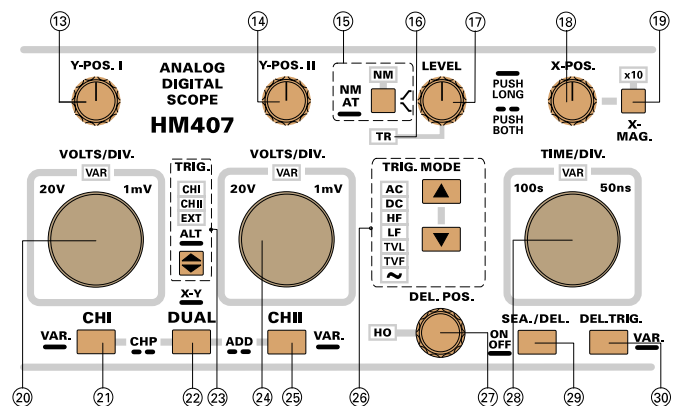 13 14 15 16 17 18 19
Y-POS. I
ANALOG
DIGITAL
SCOPE
HM407
Y-POS. II
NM
AT
NM
LEVEL
TR
PUSH
LONG
PUSH
BOTH
X-POS.
x10
X-
MAG.
VOLTS/DIV.
VAR
20V 1mV
TRIG.
CHI
CHII
EXT
ALT
VOLTS/DIV.
VAR
20V 1mV
TRIG. MODE
AC
DC
HF
LF
TVL
TVF
~
TIME/DIV.
VAR
100s 50ns
X-Y
CHI
VAR.
CHP
DUAL
ADD
CHII
VAR.
DEL. POS.
HO
SEA./DEL.
ON
OFF
DEL.TRIG.
VAR.
20 21 22 23 24 25 26 27 28 29 30